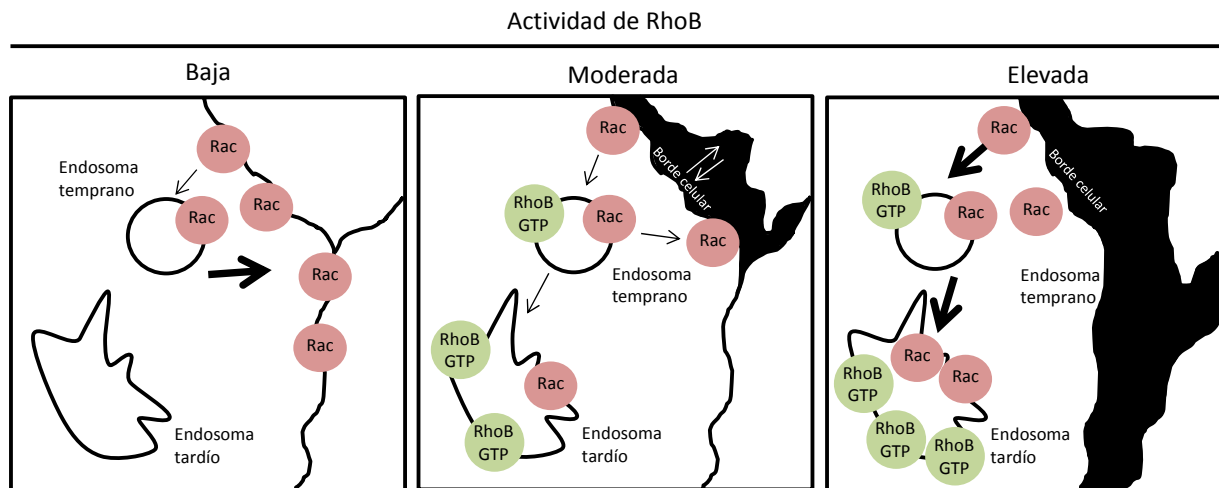 Actividad de RhoB
Baja
Moderada
Elevada
Rac
Endosoma
temprano
Rac
Rac
Rac
Rac
Endosoma
tardío
Rac
Borde celular
RhoB
GTP
Rac
Rac
Endosoma
temprano
RhoB
GTP
Rac
RhoB
GTP
Endosoma
tardío
Rac
Borde celular
RhoB
GTP
Rac
Rac
Endosoma
temprano
Rac
Rac
RhoB
GTP
RhoB
GTP
RhoB
GTP
Endosoma
tardío